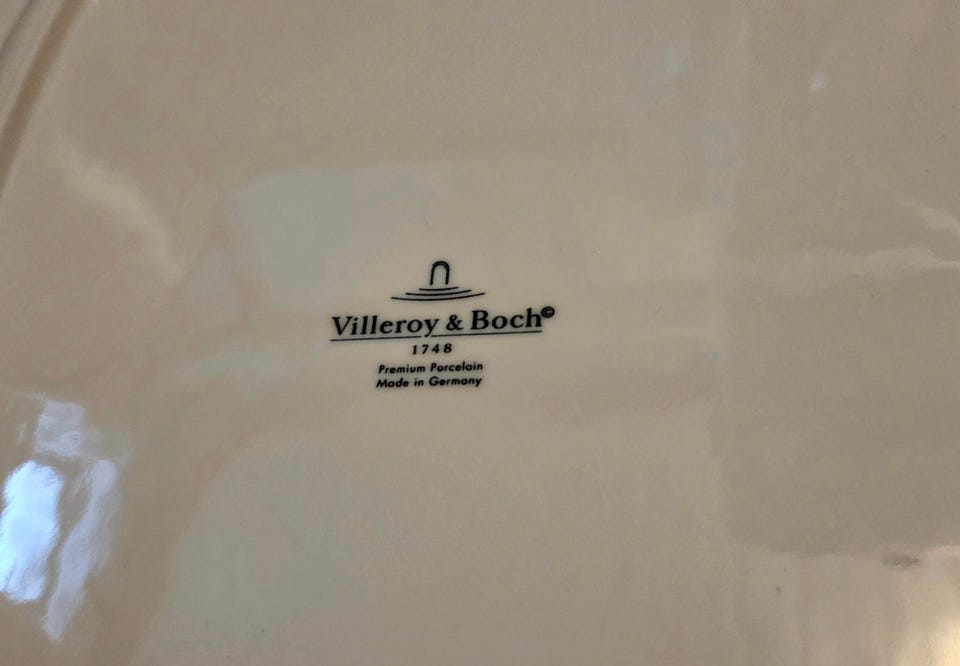 Villeroy & Boch©
1748
Premium Porcelain
Made in Germany